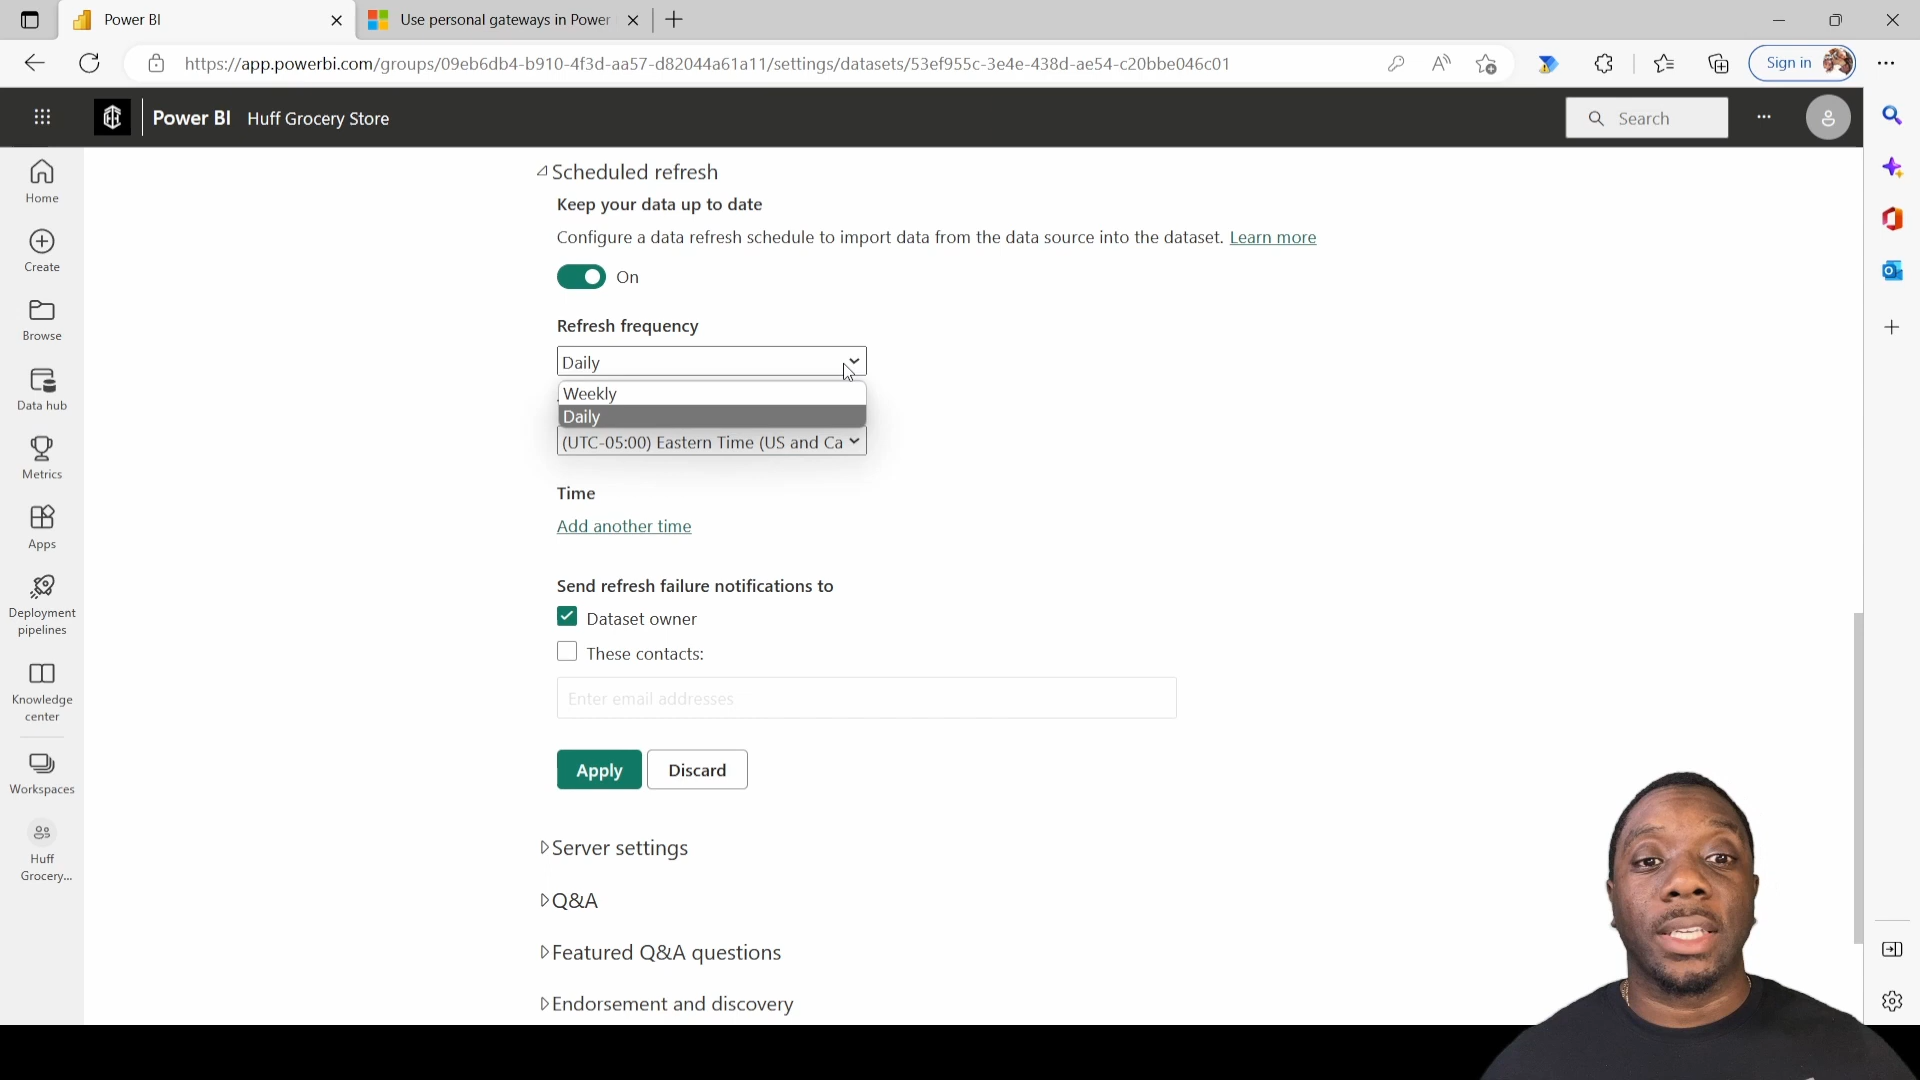 Power BI
Use personal gateways in Power
https://app.powerbi.com/groups/09eb6db4-b910-4f3d-aa57-d82044a61a11/settings/datasets/53ef955c-3e4e-438d-ae54-c20bbe046c01
Sign in
Power BI Huff Grocery Store
Search
Home
Create
Browse
Data hub
Metrics
Apps
Deployment
pipelines
Knowledge
center
Workspaces
Huff
Grocery...
Scheduled refresh
Keep your data up to date
Configure a data refresh schedule to import data from the data source into the dataset. Learn more
On
Refresh frequency
Daily
Weekly
Daily
(UTC-05:00) Eastern Time (US and Ca
Time
Add another time
Send refresh failure notifications to
Dataset owner
These contacts:
Enter email addresses
Apply
Discard
Server settings
Q&A
Featured Q&A questions
Endorsement and discovery